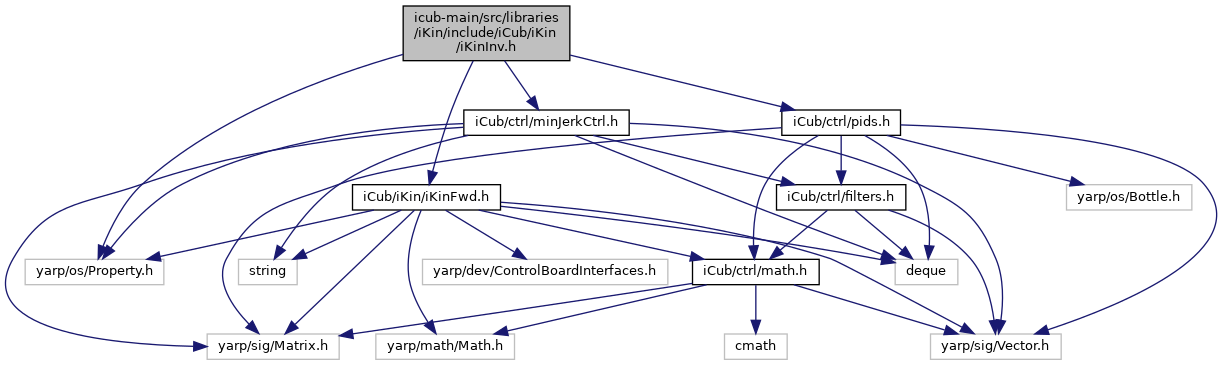 icub-main/src/libraries
/iKin/include/iCub/iKin
/iKinInv.h
iCub/ctrl/minJerkCtrl.h
iCub/ctrl/pids.h
iCub/iKin/iKinFwd.h
iCub/ctrl/filters.h
yarp/os/Bottle.h
yarp/os/Property.h
string
yarp/dev/ControlBoardInterfaces.h
iCub/ctrl/math.h
deque
yarp/sig/Matrix.h
yarp/math/Math.h
cmath
yarp/sig/Vector.h